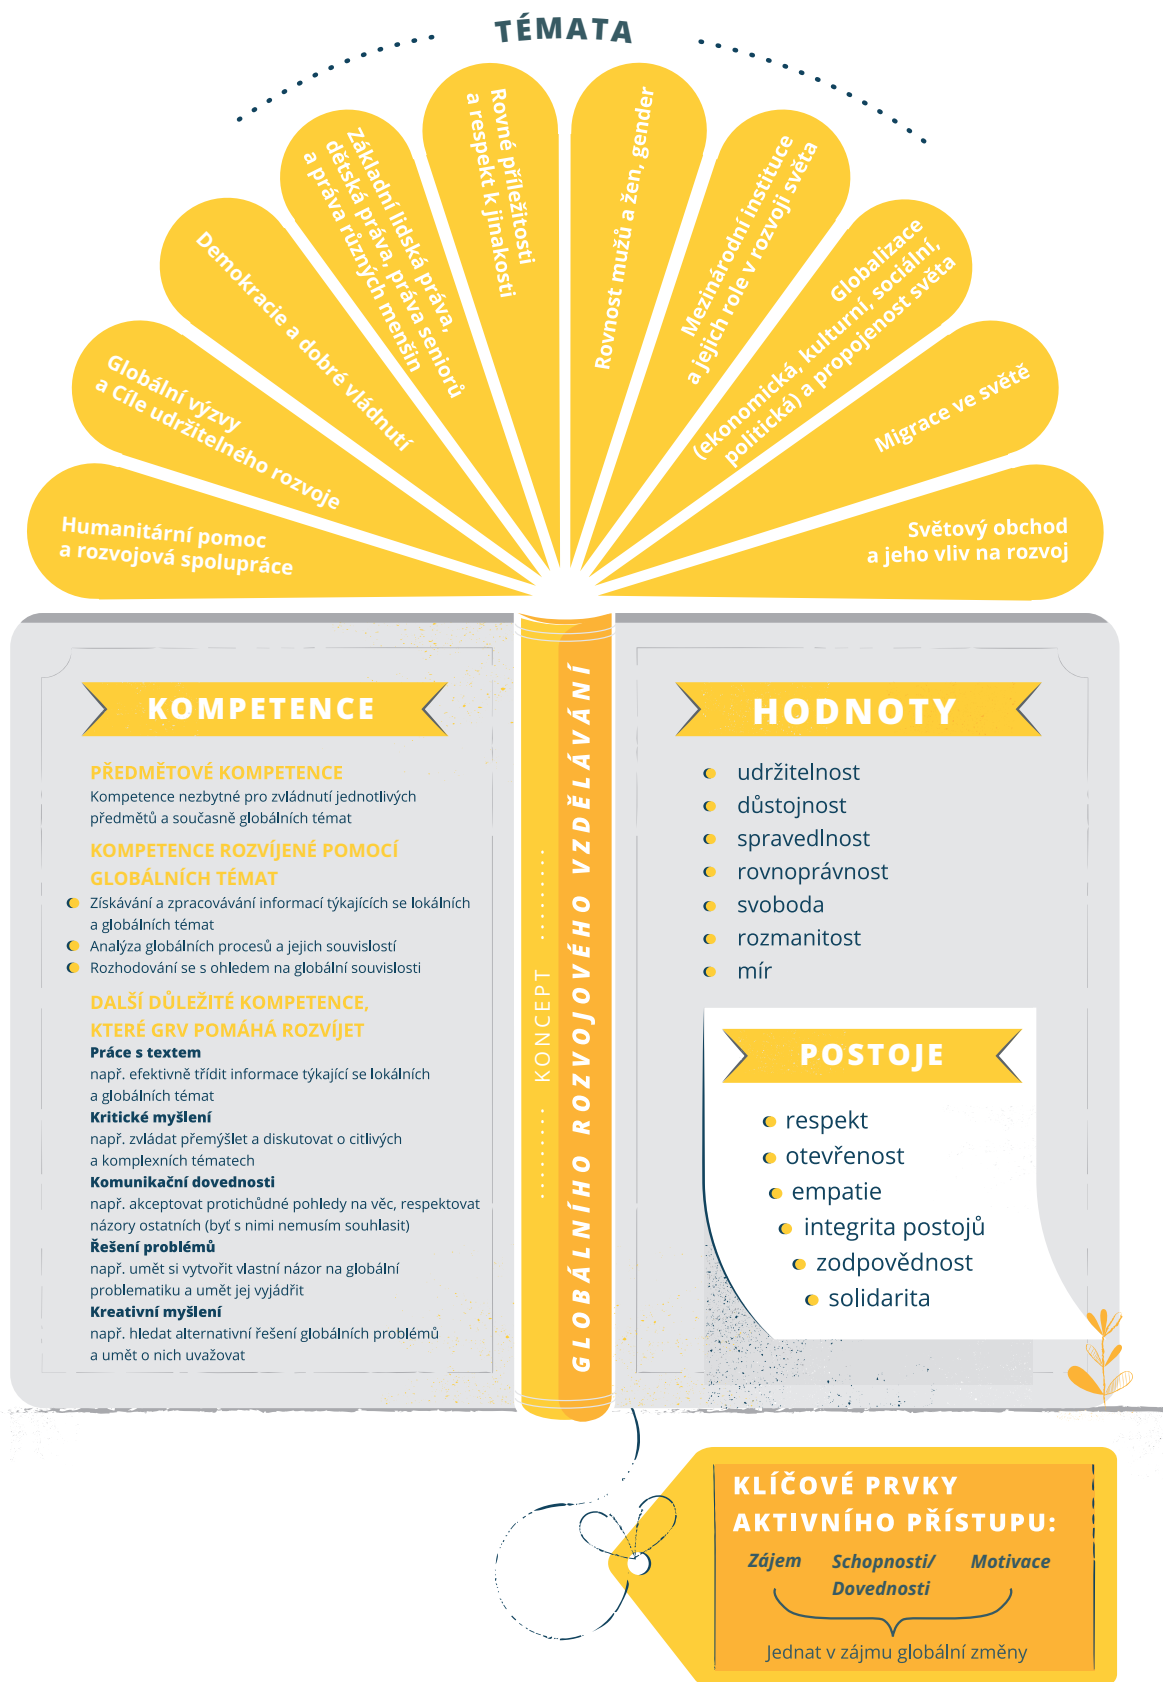 TÉMATA
Humanitární pomoc
a rozvojová spolupráce
Globální výzvy
a Cíle udržitelného rozvoje
Demokracie a dobré vládnutí
Základní lidská práva,
dětská práva, práva seniorů
a práva různých menšin
Rovné příležitosti
a respekt k jinakosti
Rovnost mužů a žen, gender
Mezinárodní instituce
a jejich role v rozvoji světa
Globalizace
(ekonomická, kulturní, sociální,
politická) a propojenost světa
Migrace ve světě
Světový obchod
a jeho vliv na rozvoj
KOMPETENCE
PŘEDMĚTOVÉ KOMPETENCE
Kompetence nezbytné pro zvládnutí jednotlivých
předmětů a současně globálních témat
KOMPETENCE ROZVÍJENÉ POMOCÍ
GLOBÁLNÍCH TÉMAT
Získávání a zpracovávání informací týkajících se lokálních
a globálních témat
Analýza globálních procesů a jejich souvislostí
Rozhodování se s ohledem na globální souvislosti
DALŠÍ DŮLEŽITÉ KOMPETENCE,
KTERÉ GRV POMÁHÁ ROZVÍJET
Práce s textem
např. efektivně třídit informace týkající se lokálních
a globálních témat
Kritické myšlení
např. zvládat přemýšlet a diskutovat o citlivých
a komplexních tématech
Komunikační dovednosti
např. akceptovat protichůdné pohledy na věc, respektovat
názory ostatních (byť s nimi nemusím souhlasit)
Řešení problémů
např. umět si vytvořit vlastní názor na globální
problematiku a umět jej vyjádřit
Kreativní myšlení
např. hledat alternativní řešení globálních problémů
a umět o nich uvažovat
KONCEPT
GLOBÁLNÍHO ROZVOJOVÉHO VZDĚLÁVÁNÍ
HODNOTY
udržitelnost
důstojnost
spravedlnost
rovnoprávnost
svoboda
rozmanitost
mír
POSTOJE
respekt
otevřenost
empatie
integrita postojů
zodpovědnost
solidarita
KLÍČOVÉ PRVKY
AKTIVNÍHO PŘÍSTUPU:
Zájem Schopnosti/ Motivace
Dovednosti
Jednat v zájmu globální změny